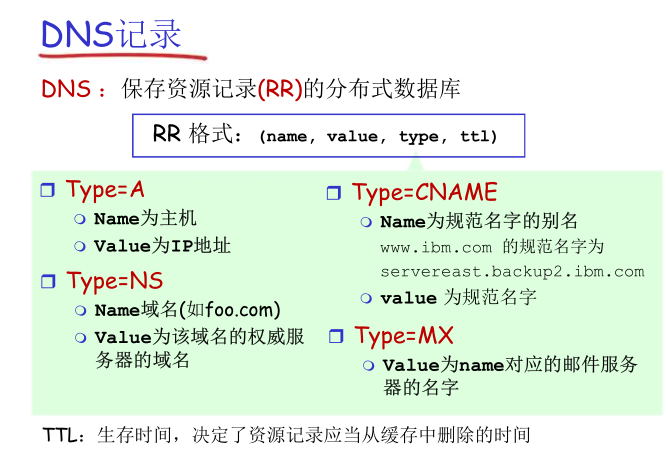 DNS记录
DNS ：保存资源记录(RR)的分布式数据库
RR 格式：(name, value, type, ttl)
Type=A
Name为主机
Value为IP地址
Type=NS
Name域名(如foo.com)
Value为该域名的权威服
务器的域名
Type=CNAME
Name为规范名字的别名
www.ibm.com 的规范名字为
servereast.backup2.ibm.com
value 为规范名字
Type=MX
Value为name对应的邮件服务
器的名字
TTL：生存时间，决定了资源记录应当从缓存中删除的时间